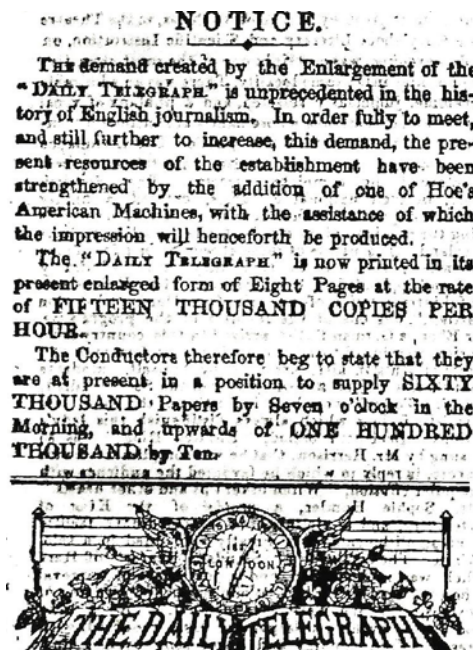 NOTICE.
THE demand created by the Enlargement of the
"DAILY TELEGRAPH" is unprecedented in the his-
tory of English journalism. In order fully to meet,
and still further to increase, this demand, the pre-
sent resources of the establishment have been
strengthened by the addition of one of Hoe's
American Machines, with the assistance of which
the impression will henceforth be produced.
The "DAILY TELEGRAPH" is now printed in its
present enlarged form of Eight Pages at the rate
of FIFTEEN THOUSAND COPIES PER
HOUR.
The Conductors therefore beg to state that they
are at present in a position to supply SIXTY
THOUSAND Papers by Seven o'clock in the
Morning, and upwards of ONE HUNDRED
THOUSAND by Ten.
LONDON
THE DAILY TELEGRAPH